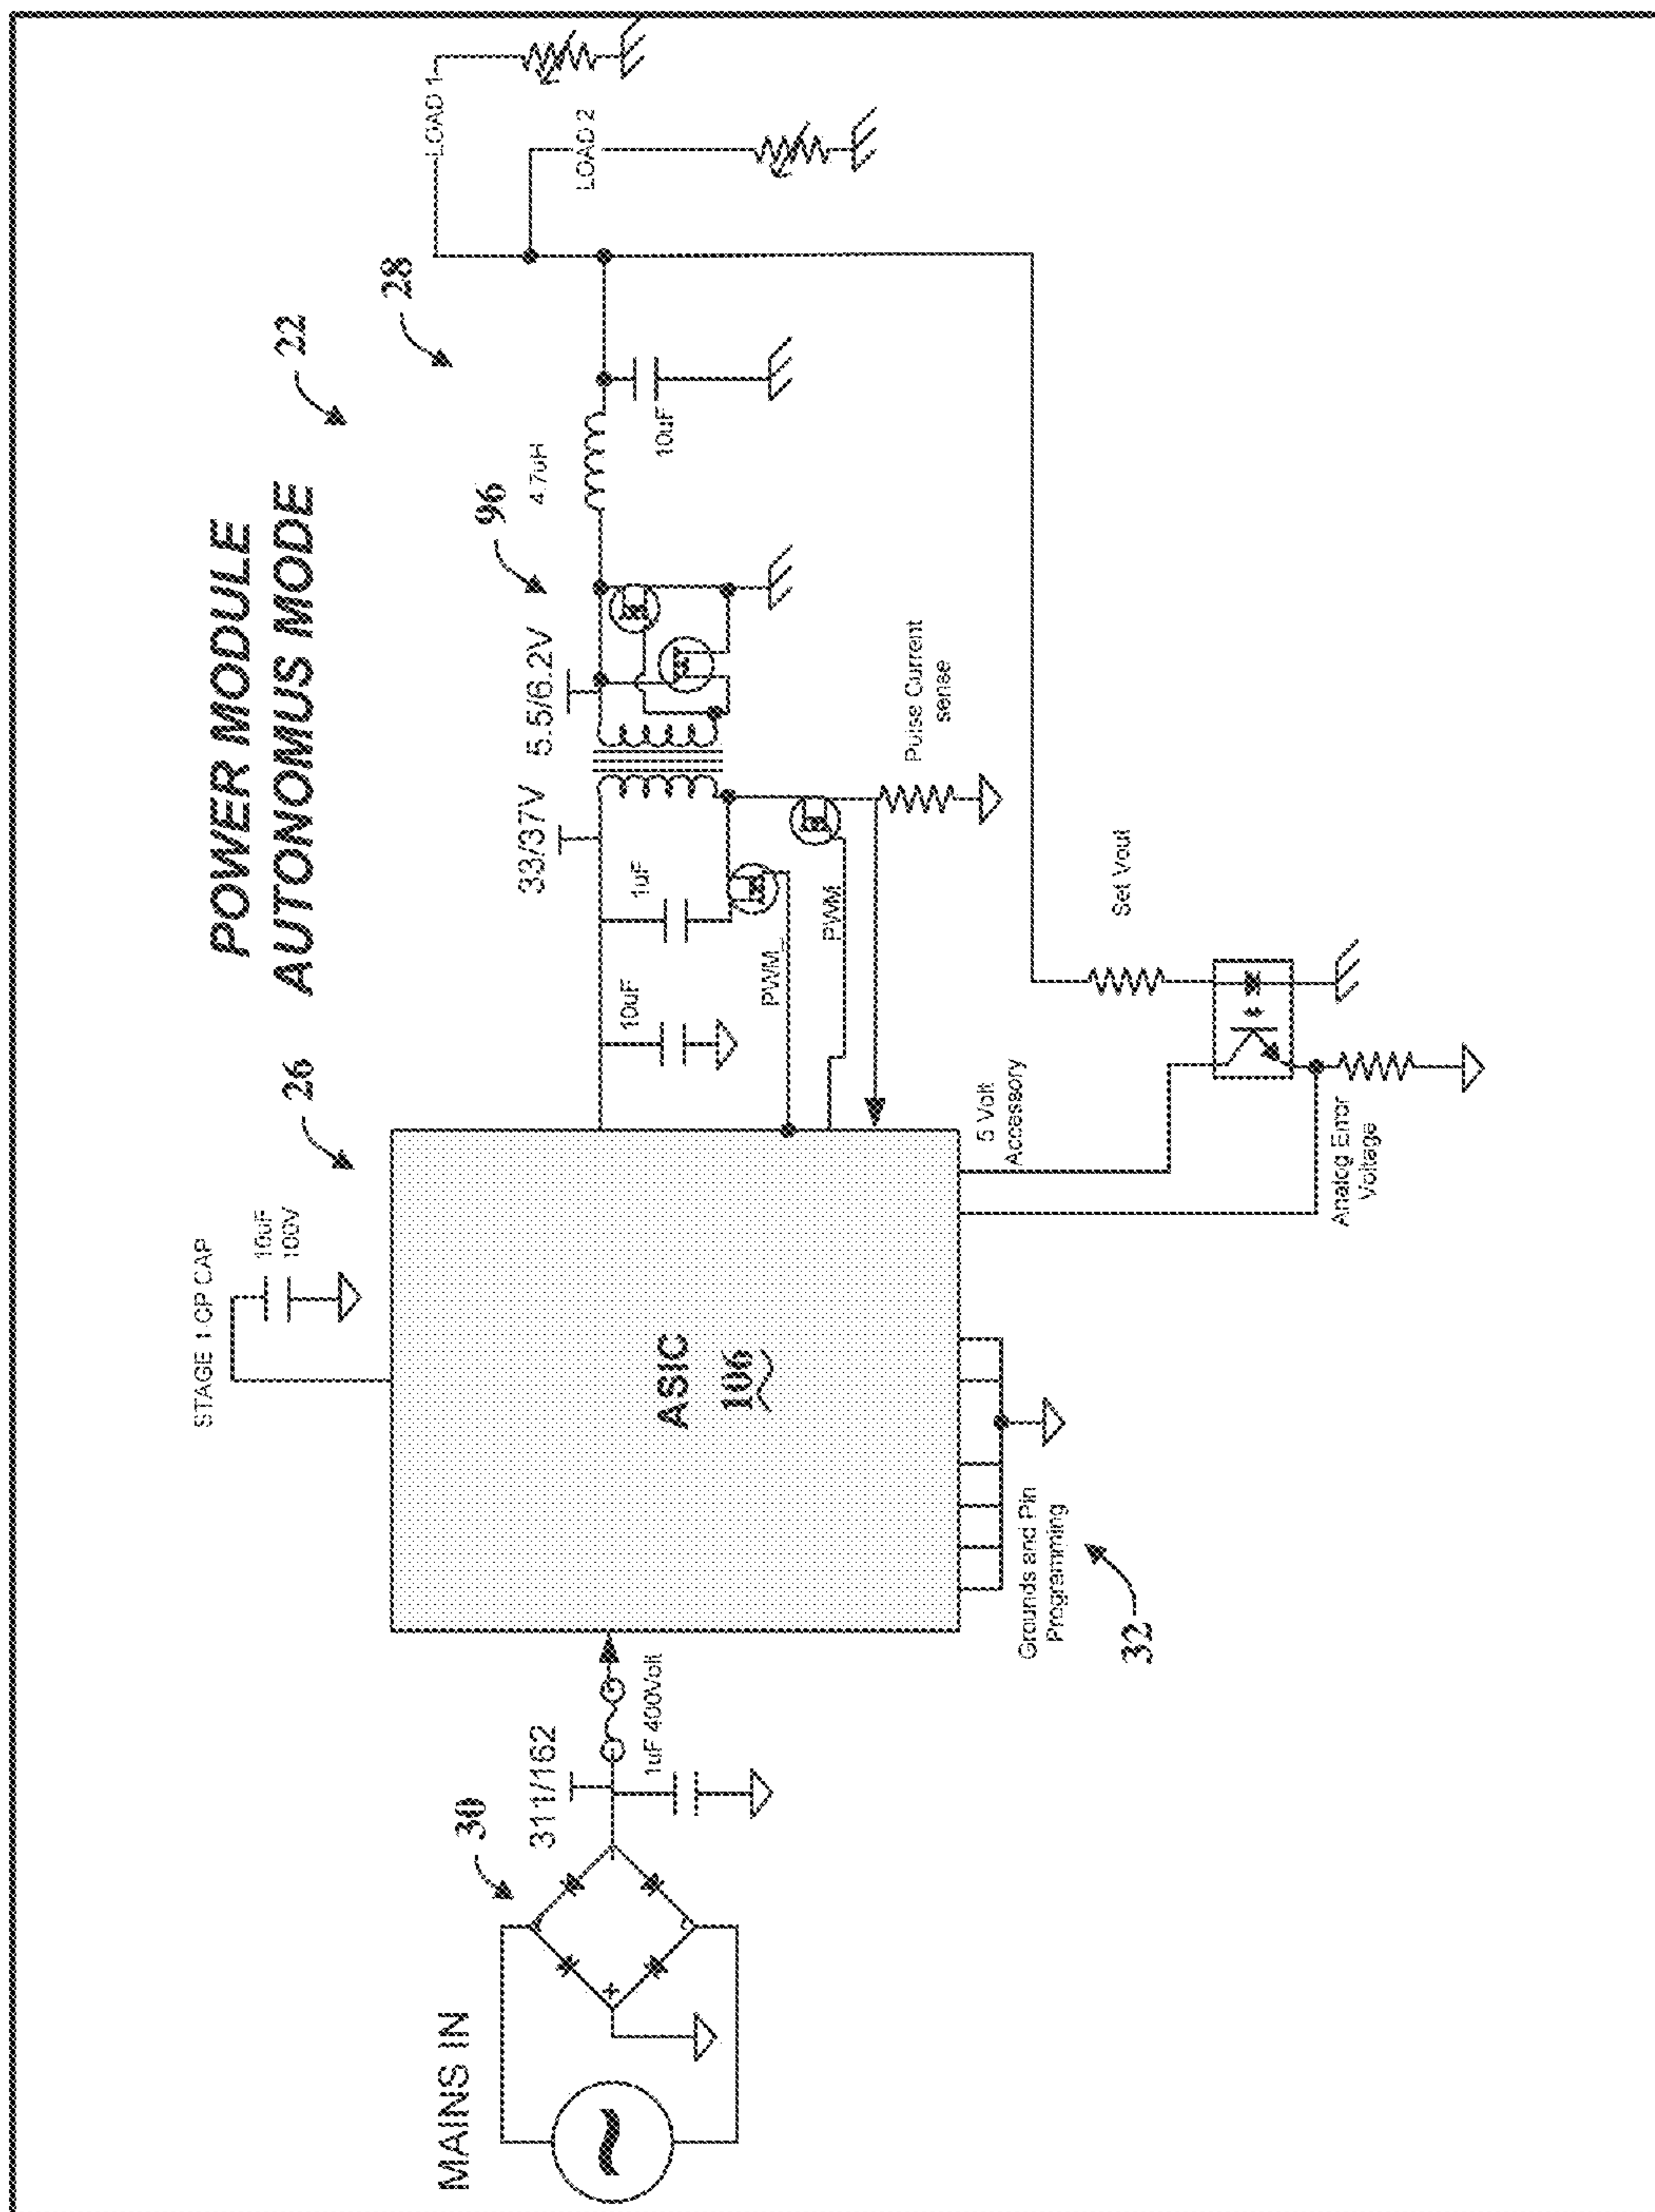 POWER MODULE
AUTONOMUS MODE
22
26
28
96
30
32
MAINS IN
311/162
1uF 400Volt
STAGE 1 CP CAP
10uF
100V
ASIC
106
Grounds and Pin
Programming
33/37V
5.5/6.2V
10uF
1uF
PWM_
PWM
4.7uH
10uF
LOAD 1
LOAD 2
Pulse Current
sense
Set Vout
5 Volt
Accessory
Analog Error
Voltage
+
-